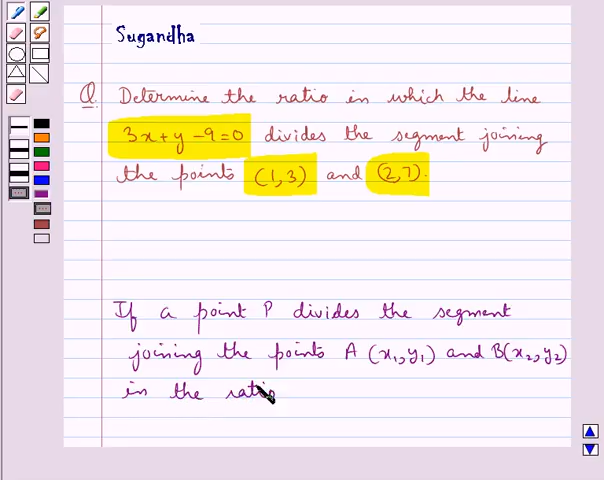 Sugandha
Q. Determine the ratio in which the line
3x+y-9=0 divides the segment joining
the points (1,3) and (2,7).
If a point P divides the segment
joining the points A (x₁,y₁) and B(x₂,y₂)
in the ratio